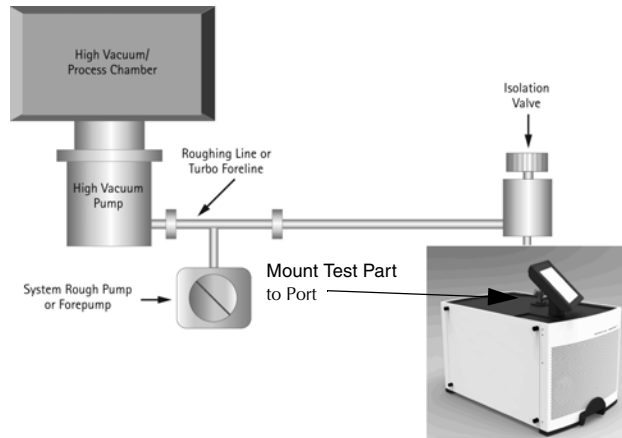 High Vacuum/
Process Chamber
Isolation
Valve
Roughing Line or
Turbo Foreline
High Vacuum
Pump
System Rough Pump
or Forepump
Mount Test Part
to Port